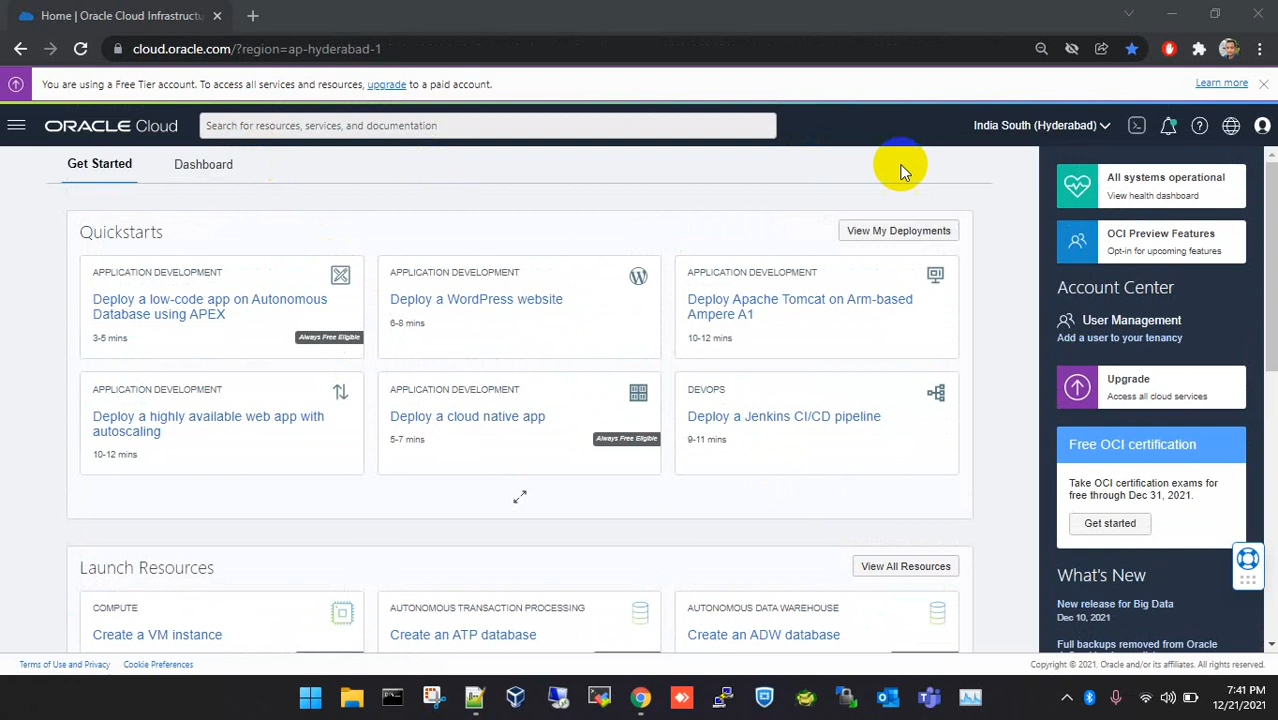 Home | Oracle Cloud Infrastructu
cloud.oracle.com/?region=ap-hyderabad-1
You are using a Free Tier account. To access all services and resources, upgrade to a paid account.
Learn more
ORACLE Cloud
Search for resources, services, and documentation
India South (Hyderabad)
Get Started
Dashboard
Quickstarts
View My Deployments
APPLICATION DEVELOPMENT
Deploy a low-code app on Autonomous
Database using APEX
3-5 mins
Always Free Eligible
APPLICATION DEVELOPMENT
Deploy a WordPress website
6-8 mins
APPLICATION DEVELOPMENT
Deploy Apache Tomcat on Arm-based
Ampere A1
10-12 mins
APPLICATION DEVELOPMENT
Deploy a highly available web app with
autoscaling
10-12 mins
APPLICATION DEVELOPMENT
Deploy a cloud native app
5-7 mins
Always Free Eligible
DEVOPS
Deploy a Jenkins CI/CD pipeline
9-11 mins
Launch Resources
View All Resources
COMPUTE
Create a VM instance
AUTONOMOUS TRANSACTION PROCESSING
Create an ATP database
AUTONOMOUS DATA WAREHOUSE
Create an ADW database
All systems operational
View health dashboard
OCI Preview Features
Opt-in for upcoming features
Account Center
User Management
Add a user to your tenancy
Upgrade
Access all cloud services
Free OCI certification
Take OCI certification exams for
free through Dec 31, 2021.
Get started
What's New
New release for Big Data
Dec 10, 2021
Full backups removed from Oracle
Terms of Use and Privacy
Cookie Preferences
Copyright © 2021. Oracle and/or its affiliates. All rights reserved.
7:41 PM
12/21/2021